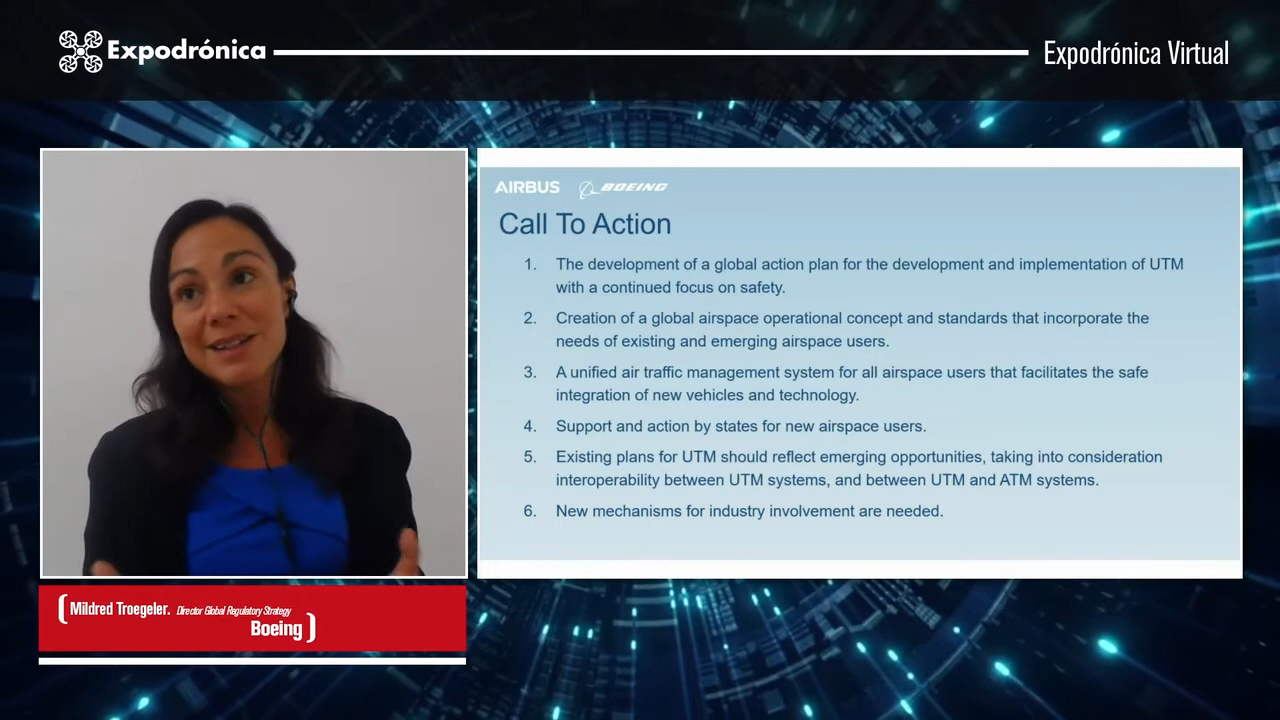 Expodrónica
Expodrónica Virtual
AIRBUS BOEING
Call To Action
1. The development of a global action plan for the development and implementation of UTM
with a continued focus on safety.
2. Creation of a global airspace operational concept and standards that incorporate the
needs of existing and emerging airspace users.
3. A unified air traffic management system for all airspace users that facilitates the safe
integration of new vehicles and technology.
4. Support and action by states for new airspace users.
5. Existing plans for UTM should reflect emerging opportunities, taking into consideration
interoperability between UTM systems, and between UTM and ATM systems.
6. New mechanisms for industry involvement are needed.
Mildred Troegeler. Director Global Regulatory Strategy
Boeing